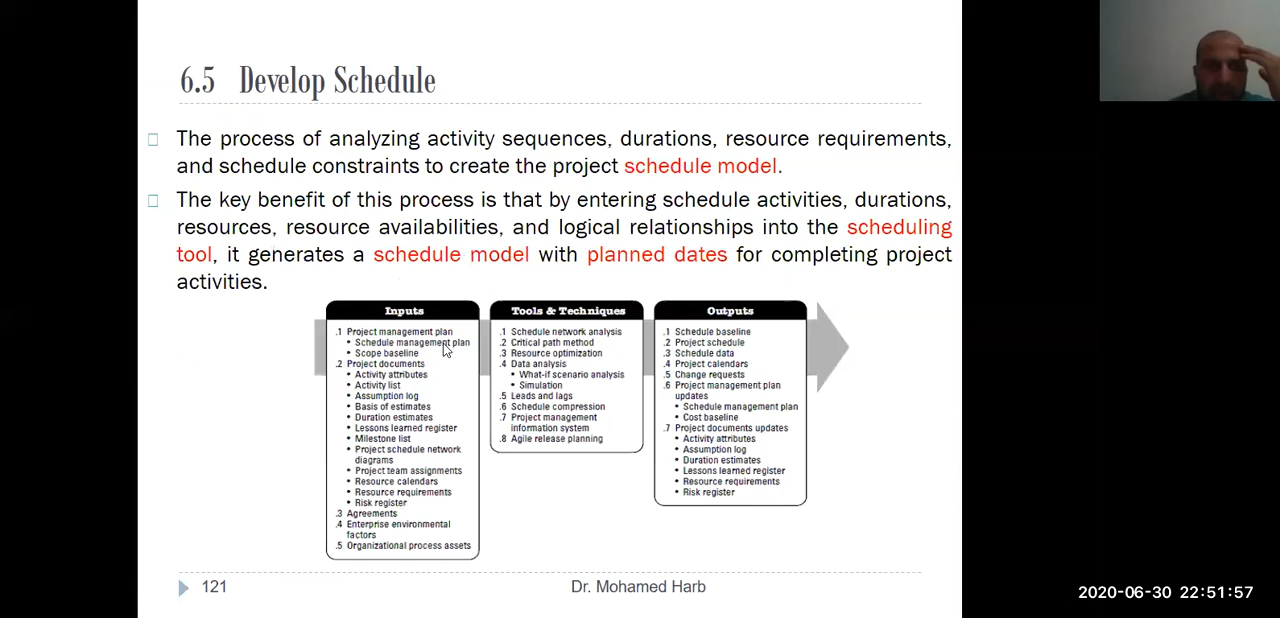 6.5 Develop Schedule
The process of analyzing activity sequences, durations, resource requirements,
and schedule constraints to create the project schedule model.
The key benefit of this process is that by entering schedule activities, durations,
resources, resource availabilities, and logical relationships into the scheduling
tool, it generates a schedule model with planned dates for completing project
activities.
Inputs
.1 Project management plan
• Schedule management plan
• Scope baseline
.2 Project documents
• Activity attributes
• Activity list
• Assumption log
• Basis of estimates
• Duration estimates
• Lessons learned register
• Milestone list
• Project schedule network
diagrams
• Project team assignments
• Resource calendars
• Resource requirements
• Risk register
.3 Agreements
.4 Enterprise environmental
factors
.5 Organizational process assets
Tools & Techniques
.1 Schedule network analysis
.2 Critical path method
.3 Resource optimization
.4 Data analysis
• What-if scenario analysis
• Simulation
.5 Leads and lags
.6 Schedule compression
.7 Project management
information system
.8 Agile release planning
Outputs
.1 Schedule baseline
.2 Project schedule
.3 Schedule data
.4 Project calendars
.5 Change requests
.6 Project management plan
updates
• Schedule management plan
• Cost baseline
.7 Project documents updates
• Activity attributes
• Assumption log
• Duration estimates
• Lessons learned register
• Resource requirements
• Risk register
121
Dr. Mohamed Harb
2020-06-30 22:51:57